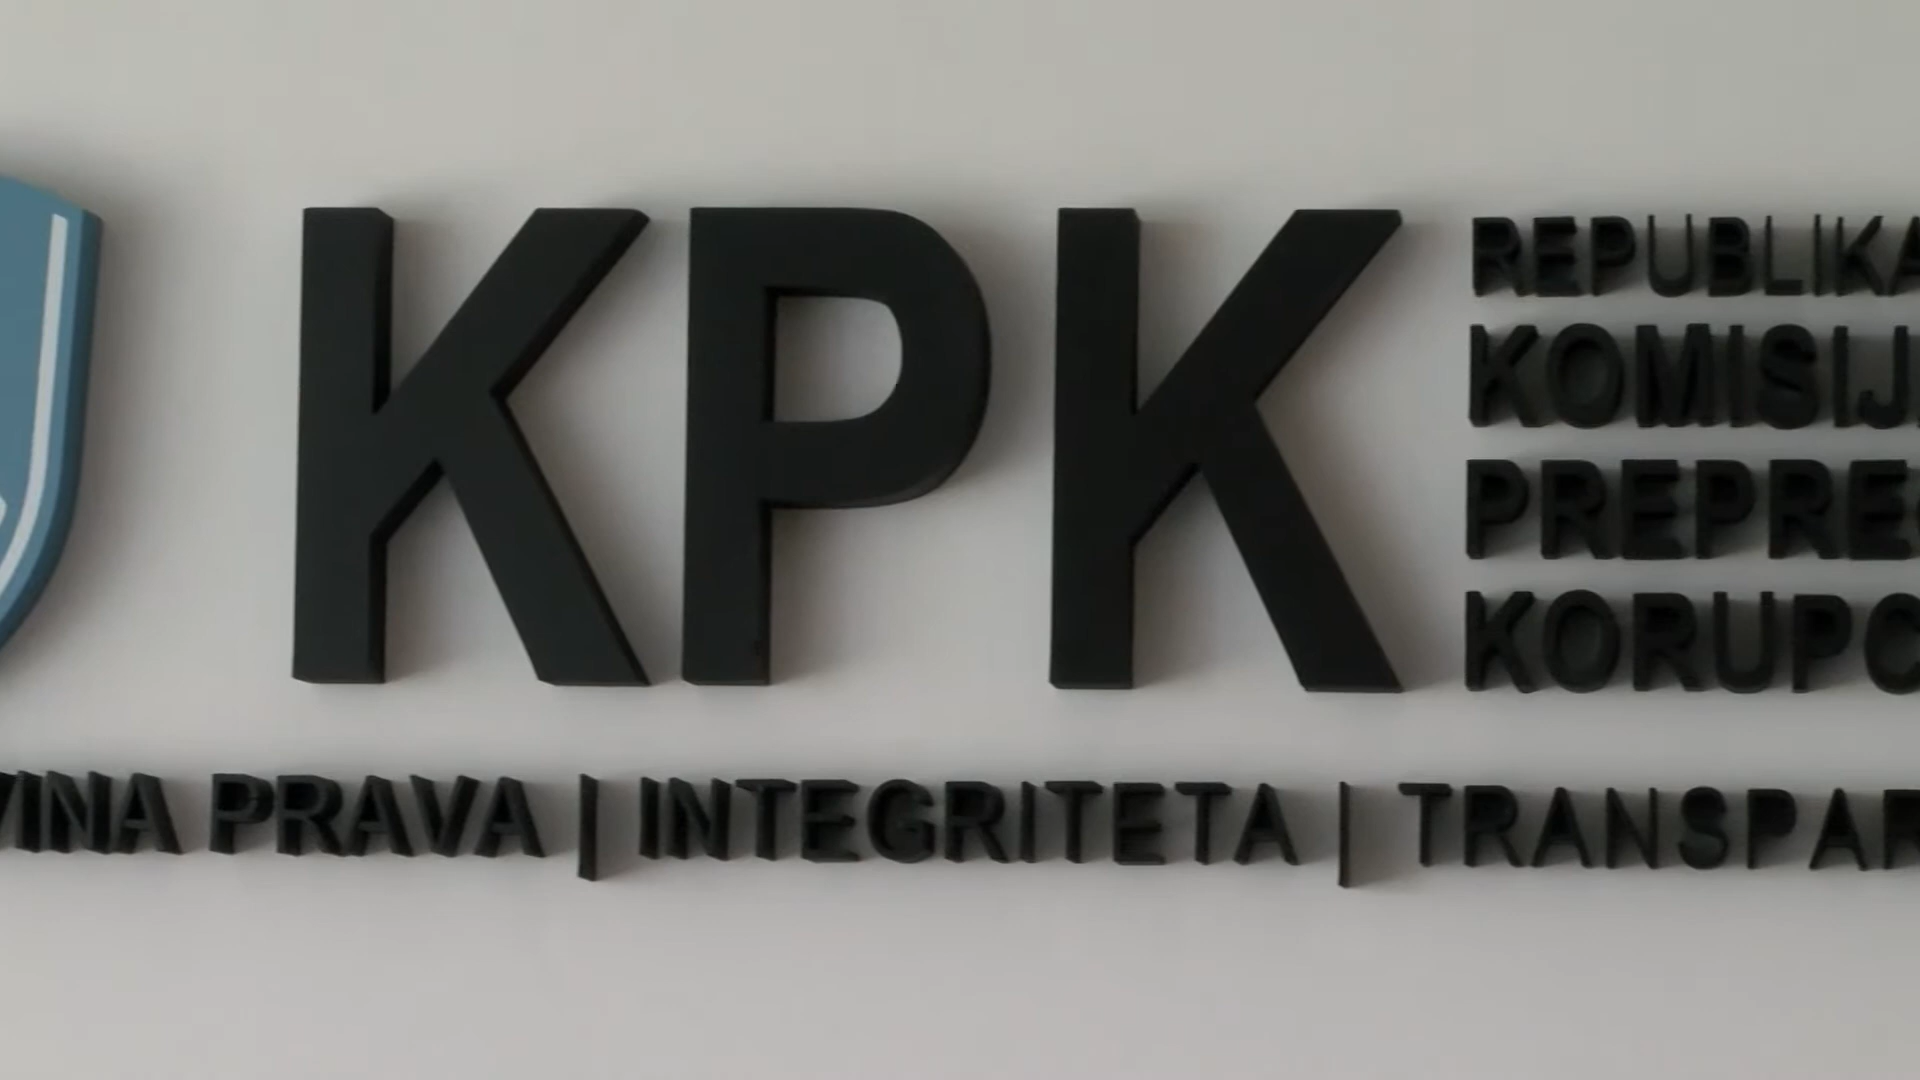 KPK
REPUBLIKA
KOMISIJ
PREPRE
KORUPC
VINA PRAVA | INTEGRITETA | TRANSPAR